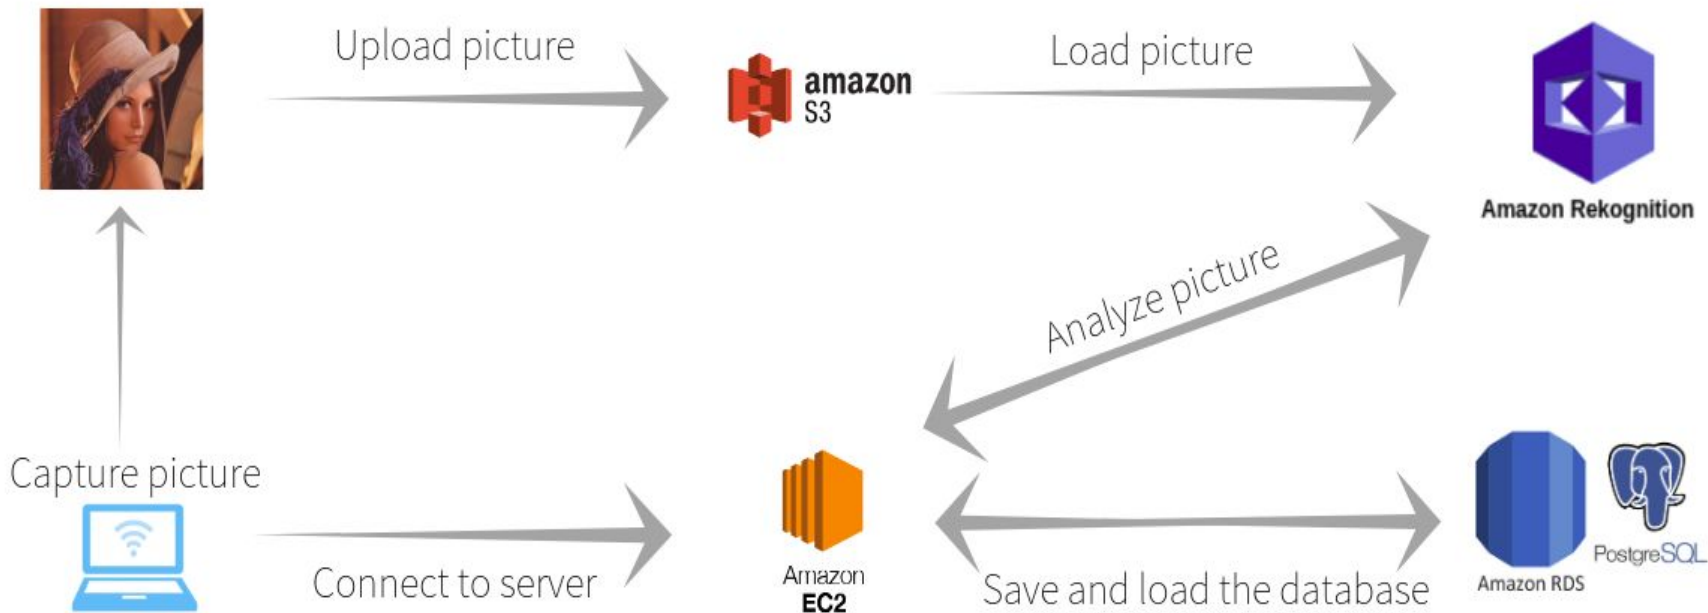 Upload picture
Load picture
amazon
S3
Amazon Rekognition
Analyze picture
Capture picture
Connect to server
Amazon
EC2
Save and load the database
Amazon RDS
PostgreSQL